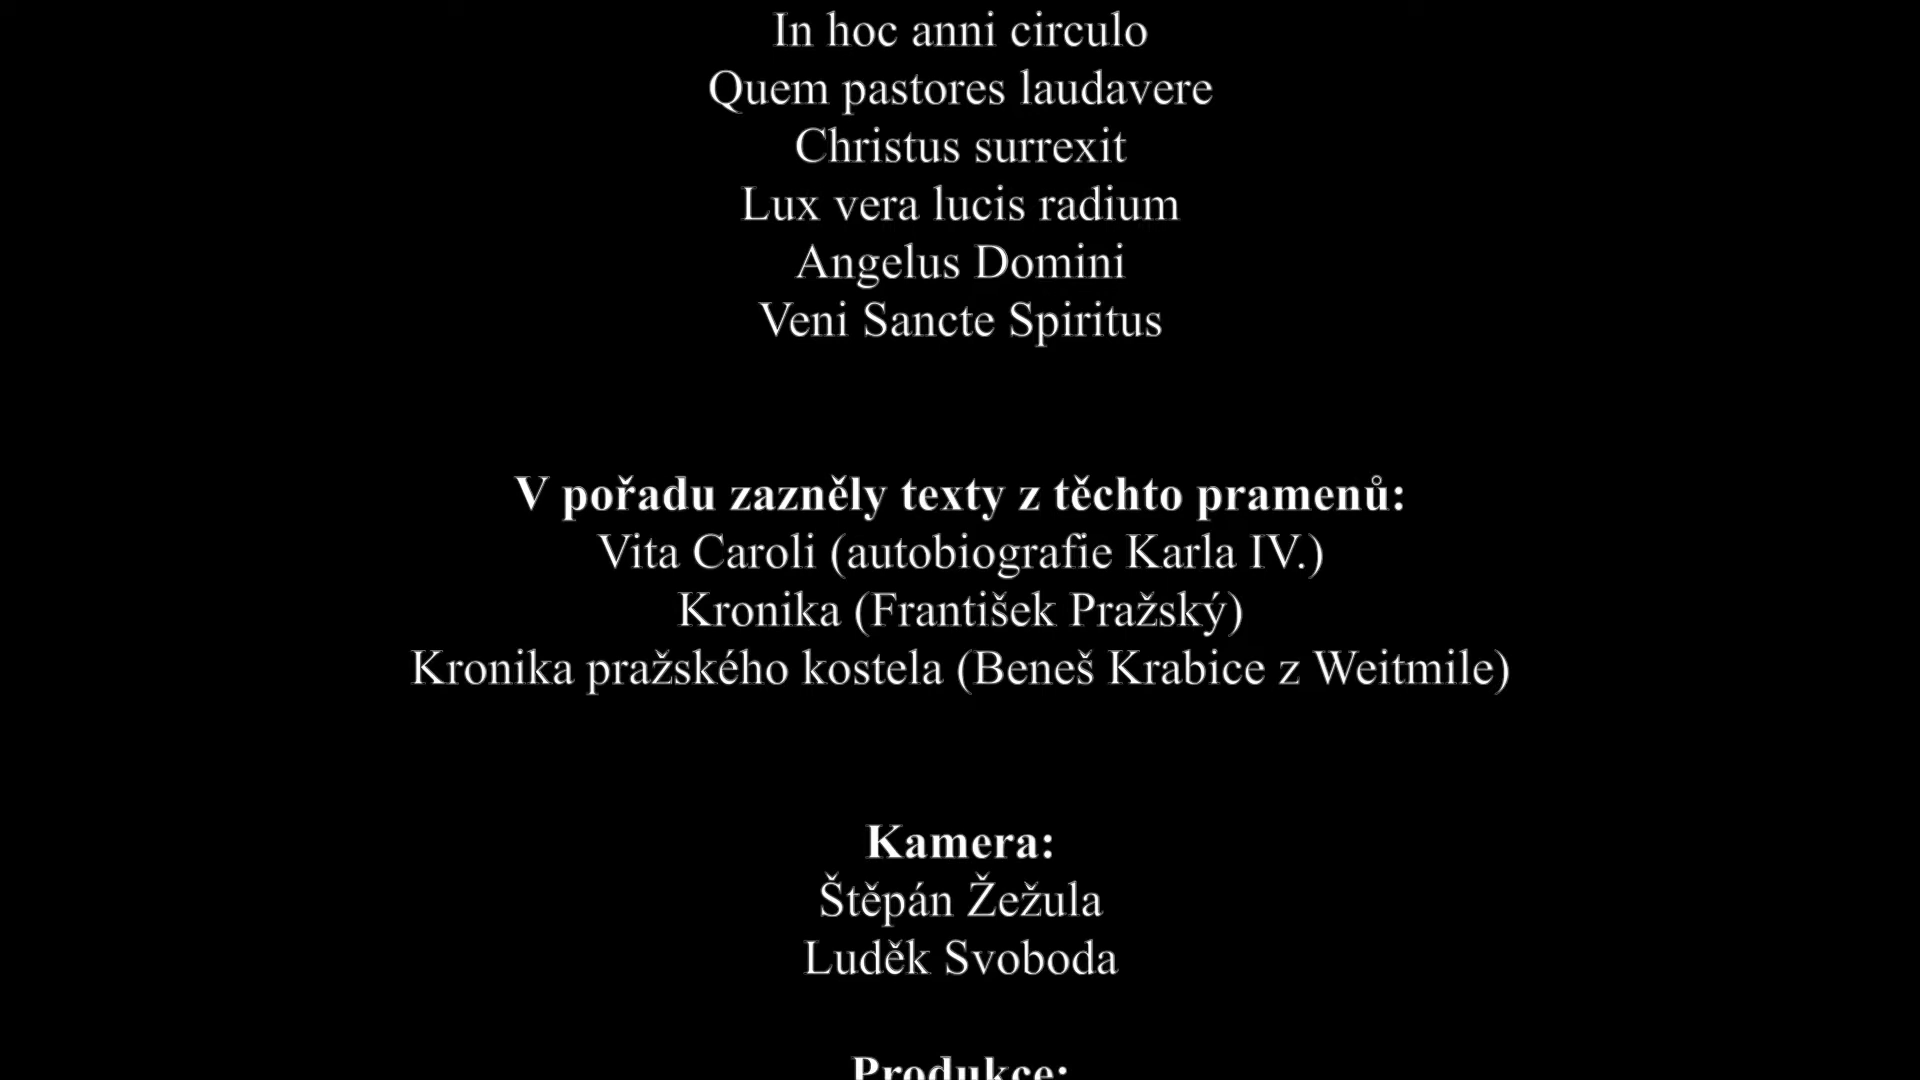 In hoc anni circulo
Quem pastores laudavere
Christus surrexit
Lux vera lucis radium
Angelus Domini
Veni Sancte Spiritus
V pořadu zazněly texty z těchto pramenů:
Vita Caroli (autobiografie Karla IV.)
Kronika (František Pražský)
Kronika pražského kostela (Beneš Krabice z Weitmile)
Kamera:
Štěpán Žežula
Luděk Svoboda
Produkce: